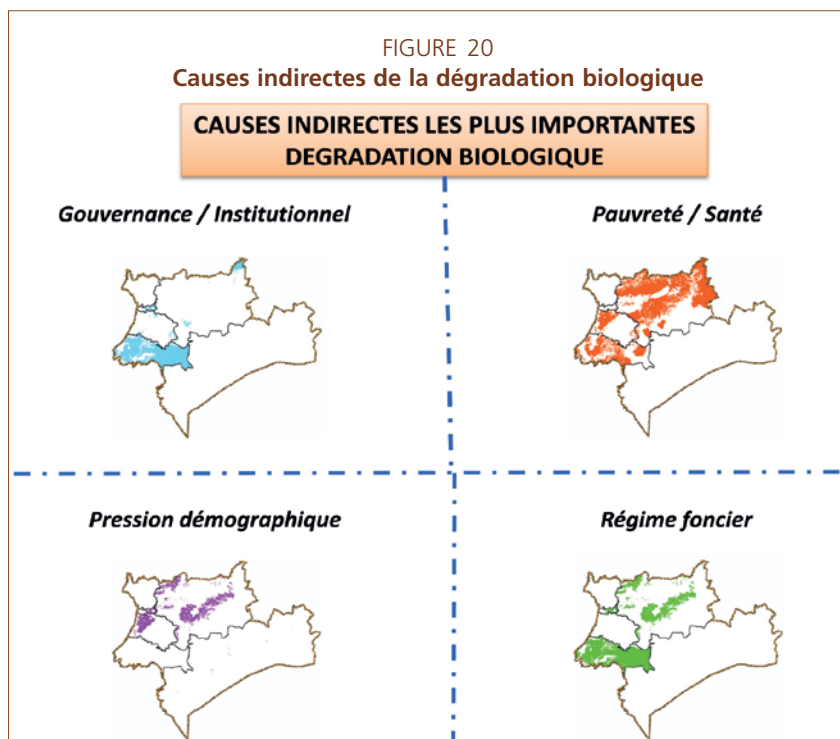 FIGURE 20
Causes indirectes de la dégradation biologique
CAUSES INDIRECTES LES PLUS IMPORTANTES
DEGRADATION BIOLOGIQUE
Gouvernance / Institutionnel
Pauvreté / Santé
Pression démographique
Régime foncier